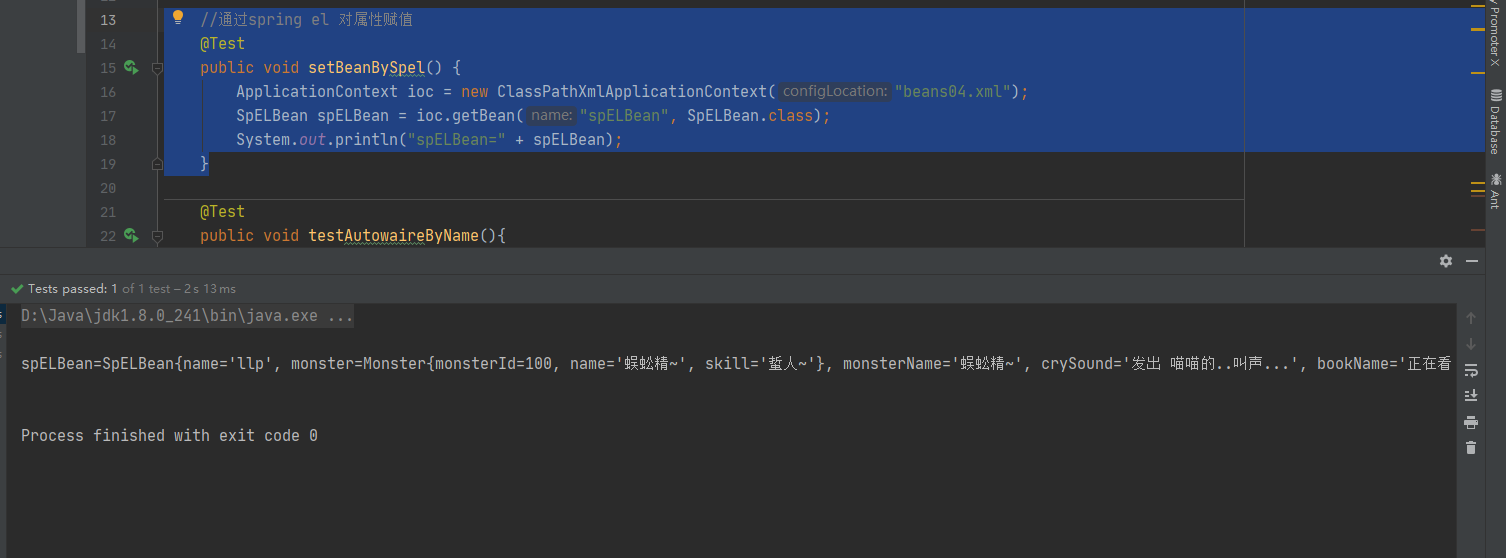 13 //通过spring el 对属性赋值
14 @Test
15 public void setBeanBySpel() {
16 ApplicationContext ioc = new ClassPathXmlApplicationContext( configLocation: "beans04.xml");
17 SpELBean spELBean = ioc.getBean( name: "spELBean", SpELBean.class);
18 System.out.println("spELBean=" + spELBean);
19 }
20
21 @Test
22 public void testAutowaireByName(){
Promoter X
Database
Ant
Tests passed: 1 of 1 test – 2 s 13 ms
D:\Java\jdk1.8.0_241\bin\java.exe ...
spELBean=SpELBean{name='llp', monster=Monster{monsterId=100, name='蜈蚣精~', skill='蜇人~'}, monsterName='蜈蚣精~', crySound='发出 喵喵的..叫声...', bookName='正在看
Process finished with exit code 0